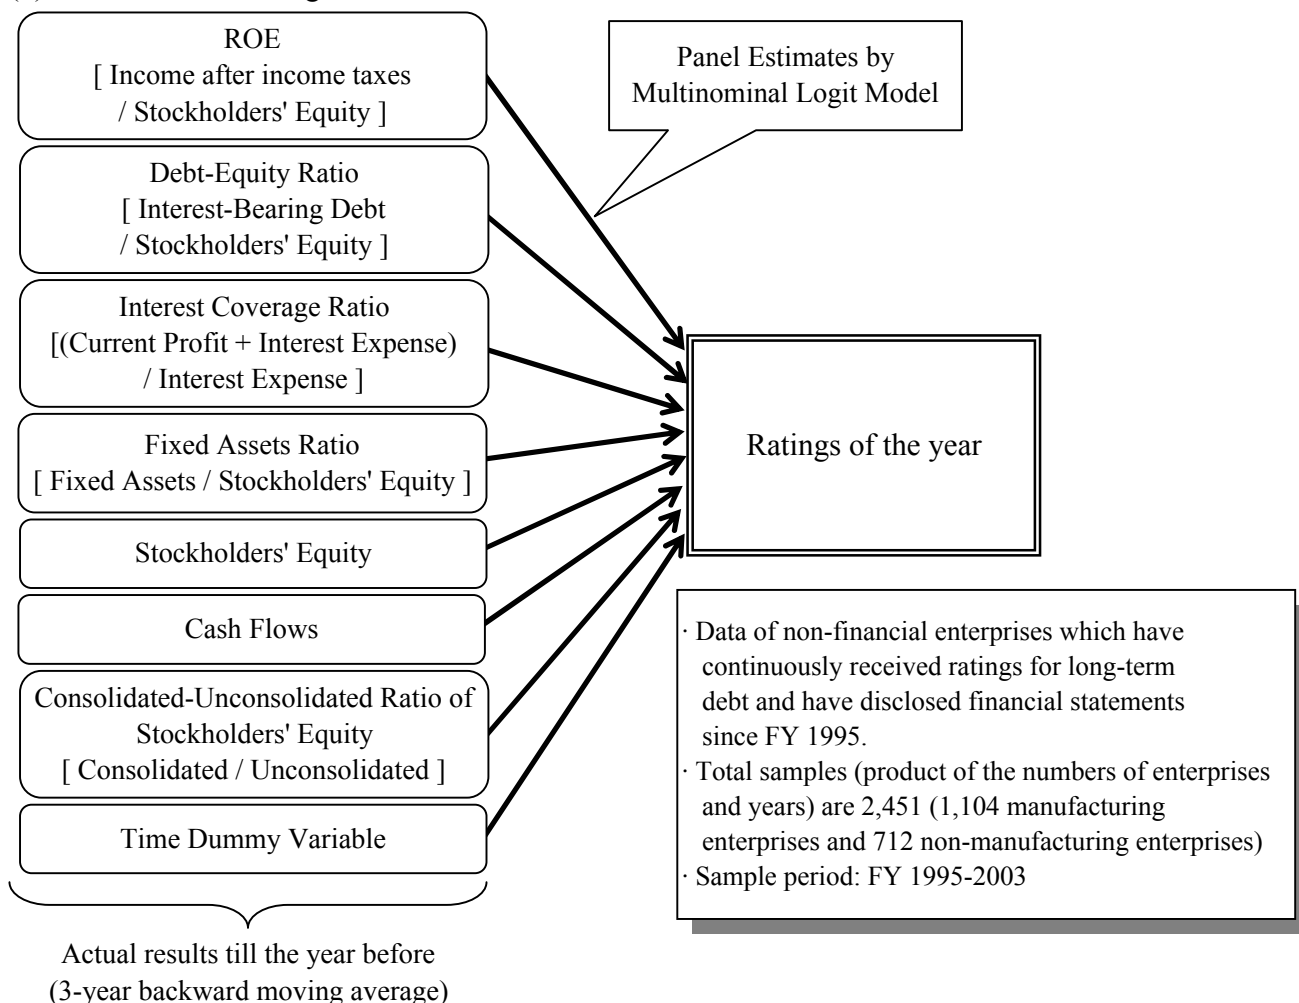 ROE
[ Income after income taxes
/ Stockholders' Equity ]
Debt-Equity Ratio
[ Interest-Bearing Debt
/ Stockholders' Equity ]
Interest Coverage Ratio
[(Current Profit + Interest Expense)
/ Interest Expense ]
Fixed Assets Ratio
[ Fixed Assets / Stockholders' Equity ]
Stockholders' Equity
Cash Flows
Consolidated-Unconsolidated Ratio of
Stockholders' Equity
[ Consolidated / Unconsolidated ]
Time Dummy Variable
Actual results till the year before
(3-year backward moving average)
Panel Estimates by
Multinominal Logit Model
Ratings of the year
· Data of non-financial enterprises which have
continuously received ratings for long-term
debt and have disclosed financial statements
since FY 1995.
· Total samples (product of the numbers of enterprises
and years) are 2,451 (1,104 manufacturing
enterprises and 712 non-manufacturing enterprises)
· Sample period: FY 1995-2003